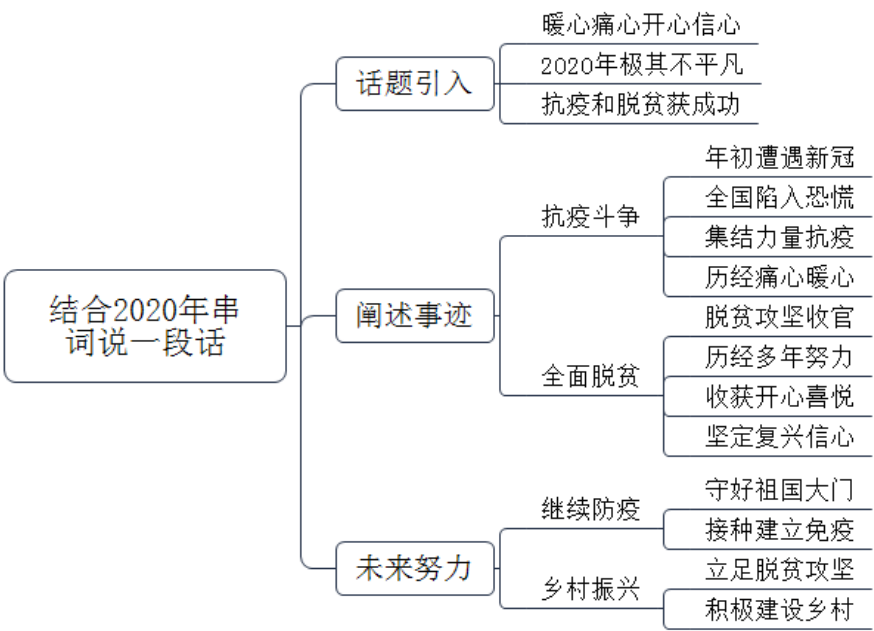 结合2020年串
词说一段话
话题引入
暖心痛心开心信心
2020年极其不平凡
抗疫和脱贫获成功
阐述事迹
抗疫斗争
年初遭遇新冠
全国陷入恐慌
集结力量抗疫
历经痛心暖心
全面脱贫
脱贫攻坚收官
历经多年努力
收获开心喜悦
坚定复兴信心
未来努力
继续防疫
守好祖国大门
接种建立免疫
乡村振兴
立足脱贫攻坚
积极建设乡村